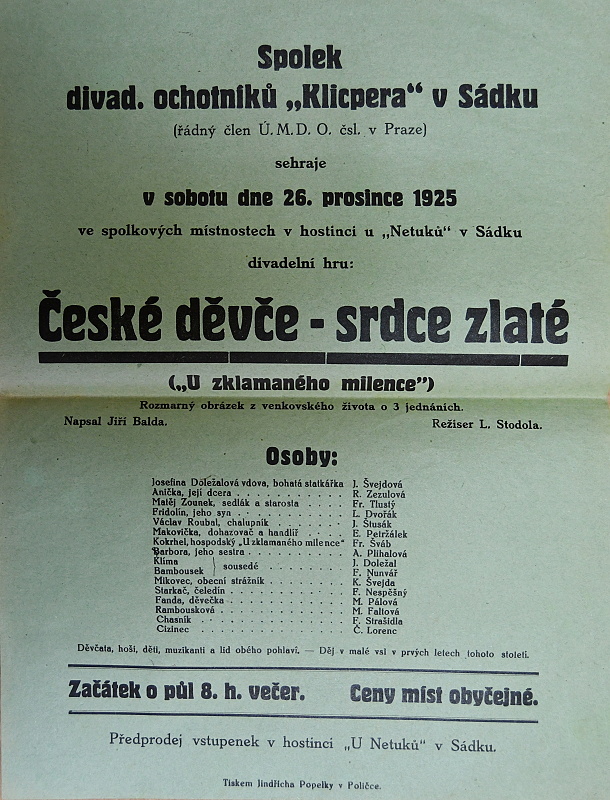 Spolek
divad. ochotníků „Klicpera“ v Sádku
(řádný člen Ú. M. D. O. čsl. v Praze)
sehraje
v sobotu dne 26. prosince 1925
ve spolkových místnostech v hostinci u „Netuků“ v Sádku
divadelní hru:
České děvče - srdce zlaté
(„U zklamaného milence”)
Rozmarný obrázek z venkovského života o 3 jednáních.
Napsal Jiří Balda. Režiser L. Stodola.
Osoby:
Josefina Doležalová vdova, bohatá statkářka J. Švejdová
Anička, její dcera . . . . . . . . . . R. Zezulová
Matěj Zounek, sedlák a starosta . . . . Fr. Tlustý
Fridolín, jeho syn . . . . . . . . . . L. Dvořák
Václav Roubal, chalupník . . . . . . . J. Štusák
Makovička, dohazovač a handlíř . . . . E. Petržálek
Kokrhel, hospodský „U zklamaného milence“ Fr. Šváb
Barbora, jeho sestra . . . . . . . . . A. Plíhalová
Klíma } sousedé . . . . . . . J. Doležal
Bambousek F. Nunvář
Mikovec, obecní strážník . . . . . . . K. Švejda
Starkač, čeledín . . . . . . . . . . . F. Nespěšný
Fanda, děvečka . . . . . . . . . . . . M. Pálová
Rambousková . . . . . . . . . . . . . M. Faltová
Chasník . . . . . . . . . . . . . . . F. Strašidla
Cizinec . . . . . . . . . . . . . . . Č. Lorenc
Děvčata, hoši, děti, muzikanti a lid obého pohlaví. — Děj v malé vsi v prvých letech tohoto století.
Začátek o půl 8. h. večer. Ceny míst obyčejné.
Předprodej vstupenek v hostinci „U Netuků“ v Sádku.
Tiskem Jindřicha Popelky v Poličce.